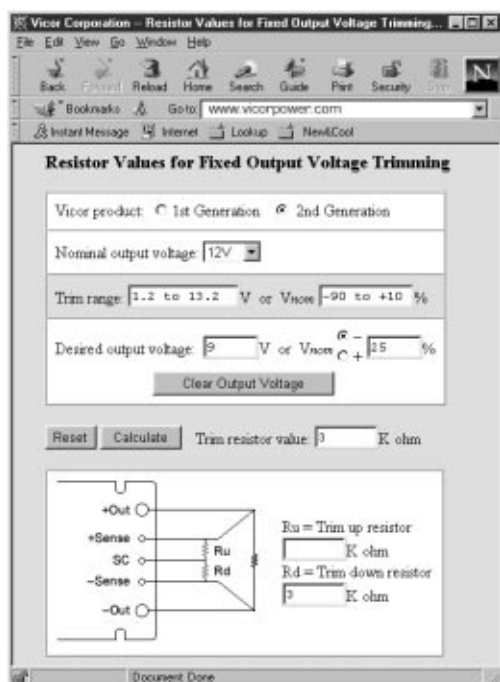 Vicor Corporation -- Resistor Values for Fixed Output Voltage Trimming...
File Edit View Go Window Help
Back Forward Reload Home Search Guide Print Security Stop
N
Bookmarks Go to: www.vicorpower.com
Instant Message Internet Lookup New&Cool
Resistor Values for Fixed Output Voltage Trimming
Vicor product: 1st Generation 2nd Generation
Nominal output voltage: 12V
Trim range: 1.2 to 13.2 V or Vnom -90 to +10 %
Desired output voltage: 9 V or Vnom - + 25 %
Clear Output Voltage
Reset Calculate Trim resistor value: 3 K ohm
+Out
+Sense
SC
-Sense
-Out
Ru
Rd
Ru = Trim up resistor
K ohm
Rd = Trim down resistor
3 K ohm
Document Done